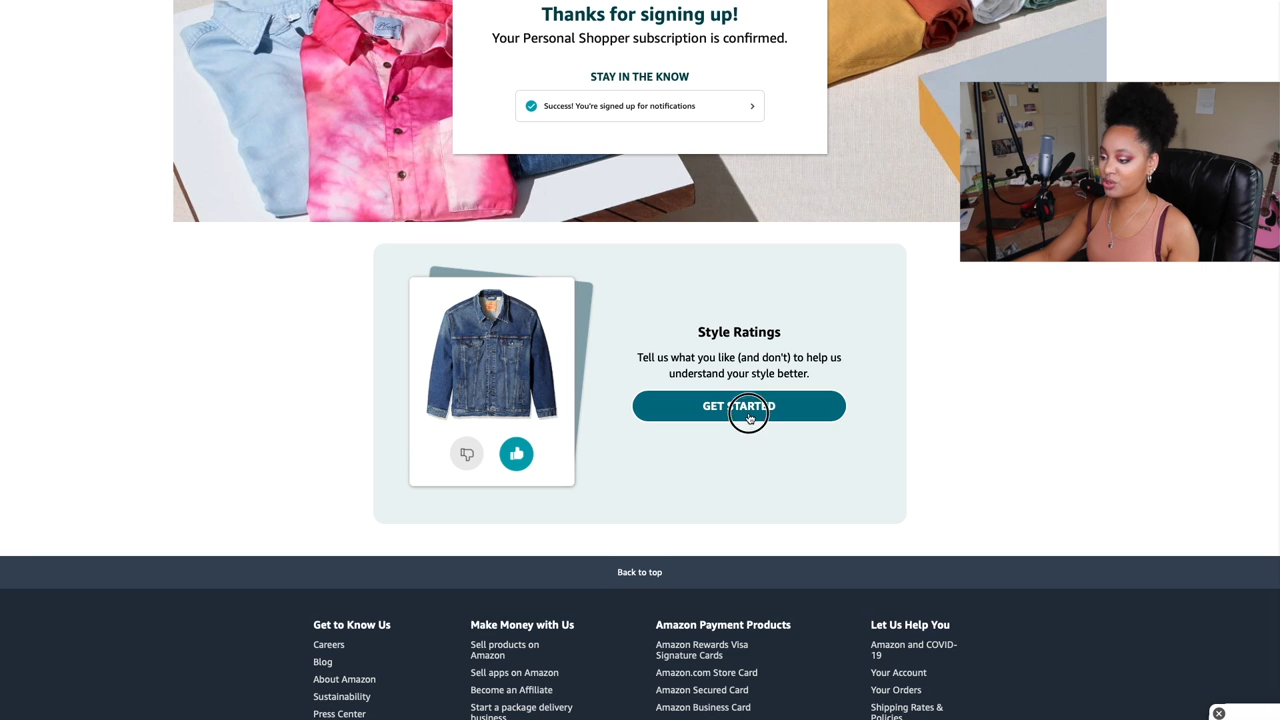 Thanks for signing up!
Your Personal Shopper subscription is confirmed.
STAY IN THE KNOW
Success! You're signed up for notifications
Style Ratings
Tell us what you like (and don't) to help us
understand your style better.
GET STARTED
Back to top
Get to Know Us
Careers
Blog
About Amazon
Sustainability
Press Center
Make Money with Us
Sell products on
Amazon
Sell apps on Amazon
Become an Affiliate
Start a package delivery
business
Amazon Payment Products
Amazon Rewards Visa
Signature Cards
Amazon.com Store Card
Amazon Secured Card
Amazon Business Card
Let Us Help You
Amazon and COVID-
19
Your Account
Your Orders
Shipping Rates &
Policies